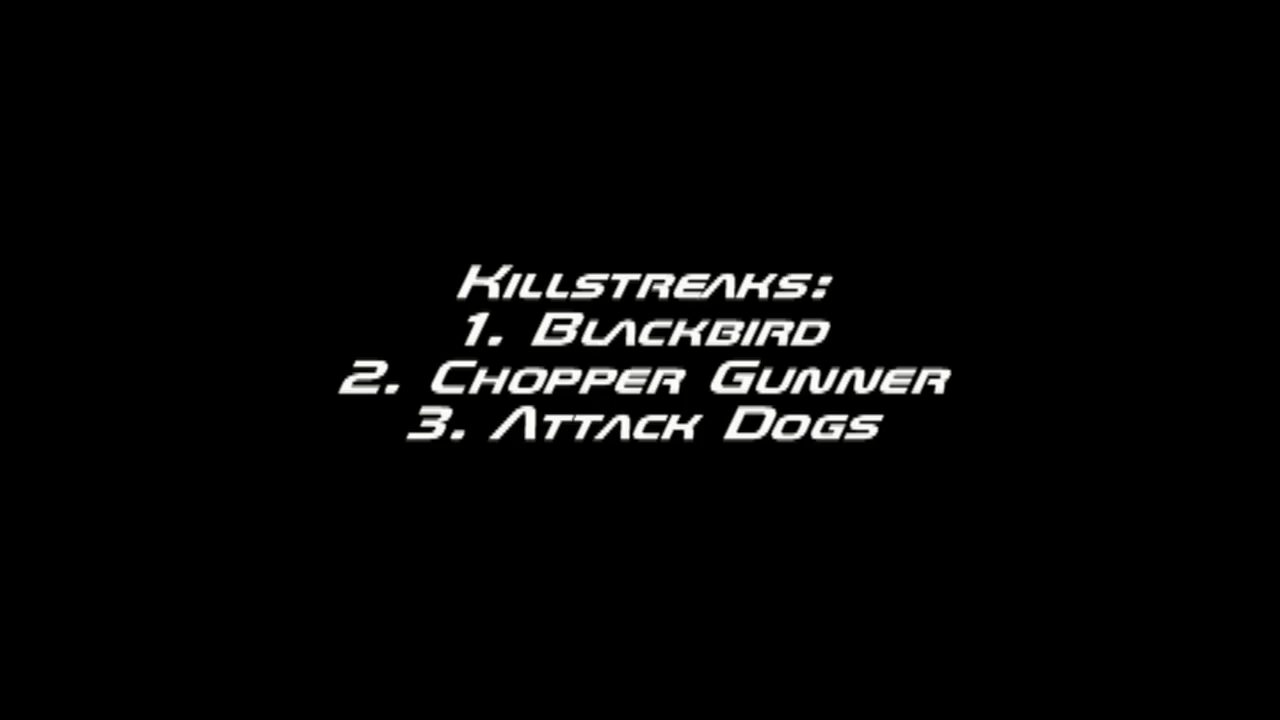 Killstreaks:
1. Blackbird
2. Chopper Gunner
3. Attack Dogs